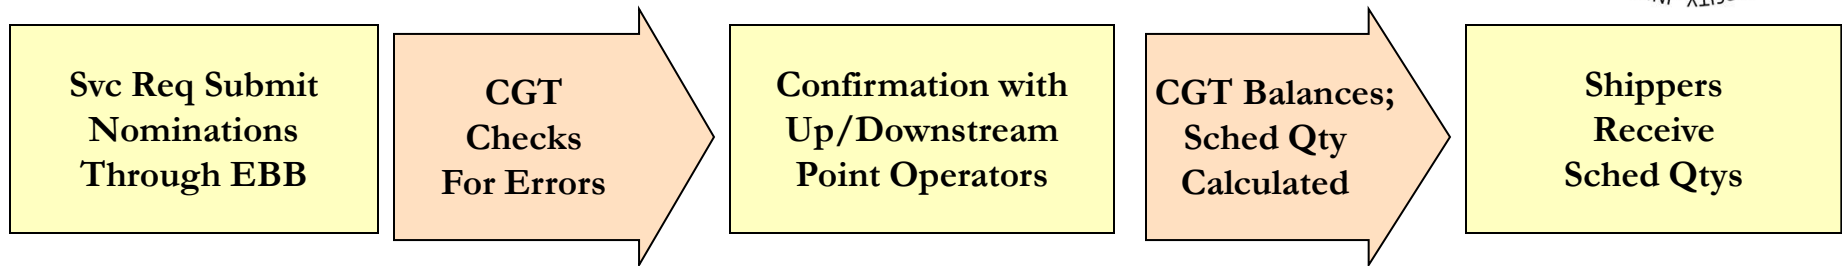 Svc Req Submit
Nominations
Through EBB
CGT
Checks
For Errors
Confirmation with
Up/Downstream
Point Operators
CGT Balances;
Sched Qty
Calculated
Shippers
Receive
Sched Qtys